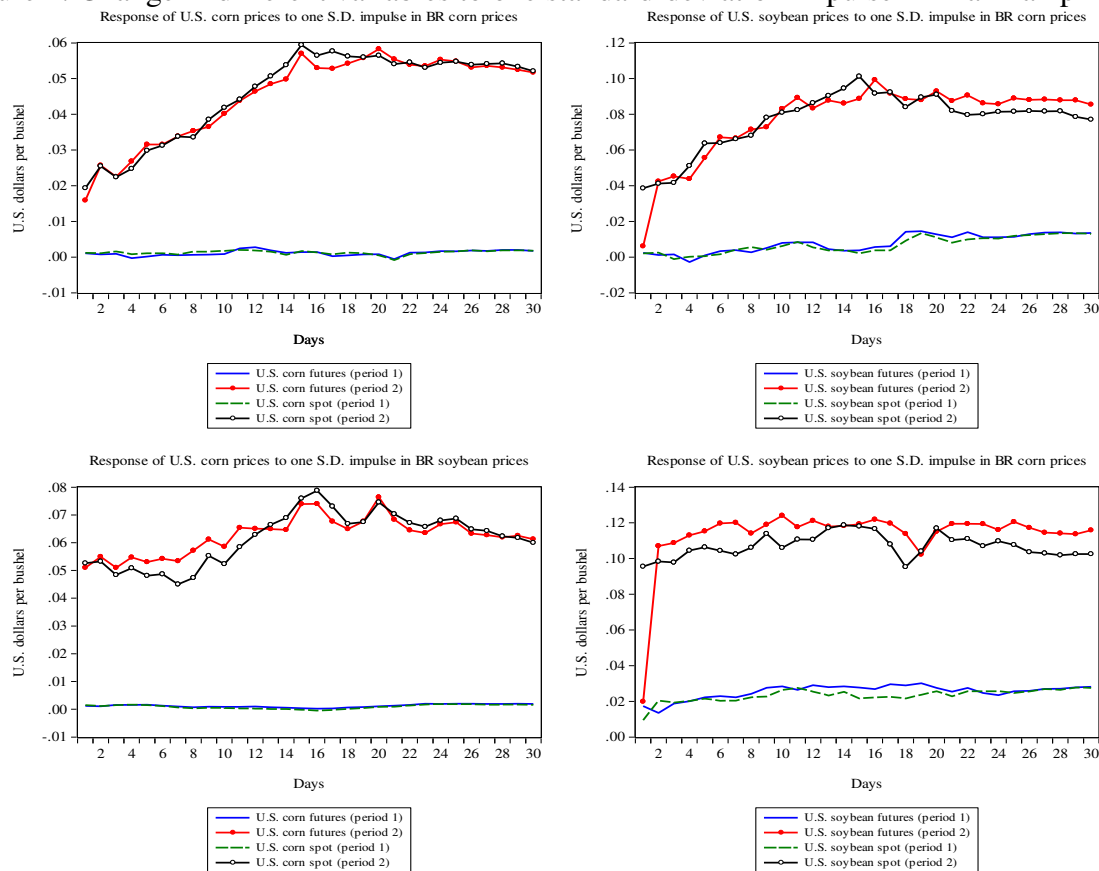 Response of U.S. corn prices to one S.D. impulse in BR corn prices
.06
.05
.04
.03
.02
.01
.00
-.01
U.S. dollars per bushel
2 4 6 8 10 12 14 16 18 20 22 24 26 28 30
Days
U.S. corn futures (period 1)
U.S. corn futures (period 2)
U.S. corn spot (period 1)
U.S. corn spot (period 2)
Response of U.S. soybean prices to one S.D. impulse in BR corn prices
.12
.10
.08
.06
.04
.02
.00
-.02
U.S. dollars per bushel
2 4 6 8 10 12 14 16 18 20 22 24 26 28 30
Days
U.S. soybean futures (period 1)
U.S. soybean futures (period 2)
U.S. soybean spot (period 1)
U.S. soybean spot (period 2)
Response of U.S. corn prices to one S.D. impulse in BR soybean prices
.08
.07
.06
.05
.04
.03
.02
.01
.00
-.01
U.S. dollars per bushel
2 4 6 8 10 12 14 16 18 20 22 24 26 28 30
Days
U.S. corn futures (period 1)
U.S. corn futures (period 2)
U.S. corn spot (period 1)
U.S. corn spot (period 2)
Response of U.S. soybean prices to one S.D. impulse in BR corn prices
.14
.12
.10
.08
.06
.04
.02
.00
U.S. dollars per bushel
2 4 6 8 10 12 14 16 18 20 22 24 26 28 30
Days
U.S. soybean futures (period 1)
U.S. soybean futures (period 2)
U.S. soybean spot (period 1)
U.S. soybean spot (period 2)